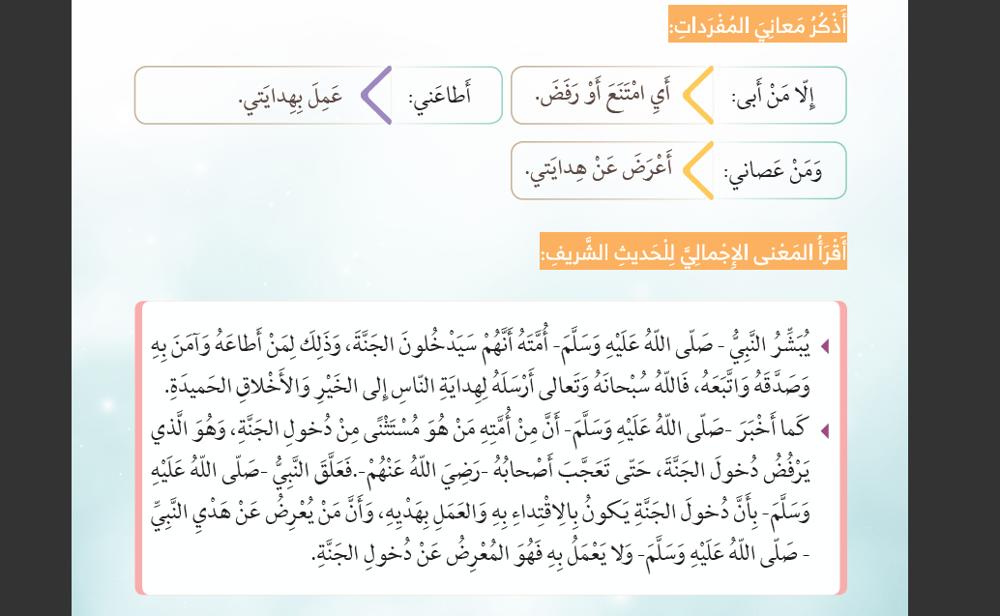 أَذْكُرُ مَعانِيَ المُفْرَداتِ:
إِلّا مَنْ أَبى: أَيِ امْتَنَعَ أَوْ رَفَضَ.
أَطاعَني: عَمِلَ بِهِدايَتي.
وَمَنْ عَصاني: أَعْرَضَ عَنْ هِدايَتي.
أَقْرَأُ المَعْنى الإِجْمالِيَّ لِلْحَديثِ الشَّريفِ:
يُبَشِّرُ النَّبِيُّ - صَلّى اللّهُ عَلَيْهِ وَسَلَّمَ- أُمَّتَهُ أَنَّهُمْ سَيَدْخُلونَ الجَنَّةَ، وَذَلِكَ لِمَنْ أَطاعَهُ وَآمَنَ بِهِ
وَصَدَّقَهُ وَاتَّبَعَهُ، فَاللّهُ سُبْحانَهُ وَتَعالى أَرْسَلَهُ لِهِدايَةِ النّاسِ إِلى الخَيْرِ وَالأَخْلاقِ الحَميدَةِ.
كَما أَخْبَرَ -صَلّى اللّهُ عَلَيْهِ وَسَلَّمَ- أَنَّ مِنْ أُمَّتِهِ مَنْ هُوَ مُسْتَثْنًى مِنْ دُخولِ الجَنَّةِ، وَهُوَ الَّذي
يَرْفُضُ دُخولَ الجَنَّةَ، حَتّى تَعَجَّبَ أَصْحابُهُ -رَضِيَ اللّهُ عَنْهُمْ-.فَعَلَّقَ النَّبِيُّ -صَلّى اللّهُ عَلَيْهِ
وَسَلَّمَ- بِأَنَّ دُخولَ الجَنَّةِ يَكونُ بِالِاقْتِداءِ بِهِ وَالعَمَلِ بِهَدْيِهِ، وَأَنَّ مَنْ يُعْرِضُ عَنْ هَدْيِ النَّبِيِّ
- صَلّى اللّهُ عَلَيْهِ وَسَلَّمَ- وَلا يَعْمَلُ بِهِ فَهُوَ المُعْرِضُ عَنْ دُخولِ الجَنَّةِ.